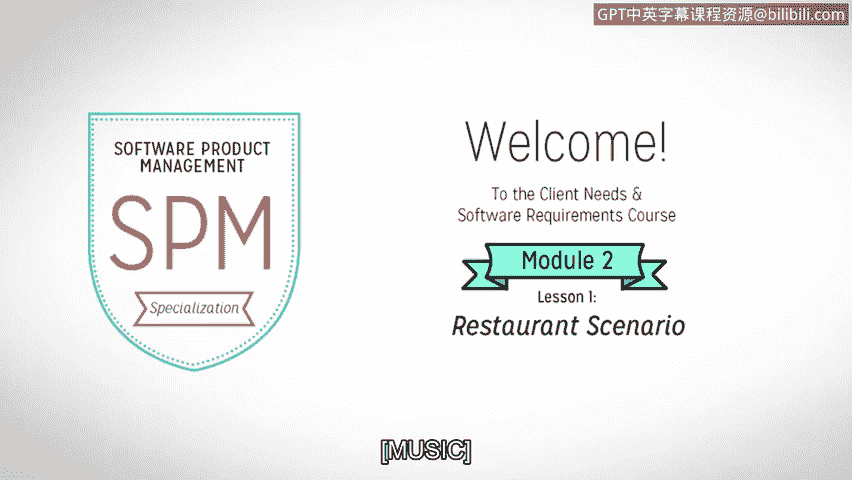 GPT中英字幕课程资源@bilibili.com
SOFTWARE PRODUCT
MANAGEMENT
SPM
Specialization
Welcome!
To the Client Needs &
Software Requirements Course
Module 2
Lesson 1:
Restaurant Scenario
[MUSIC]